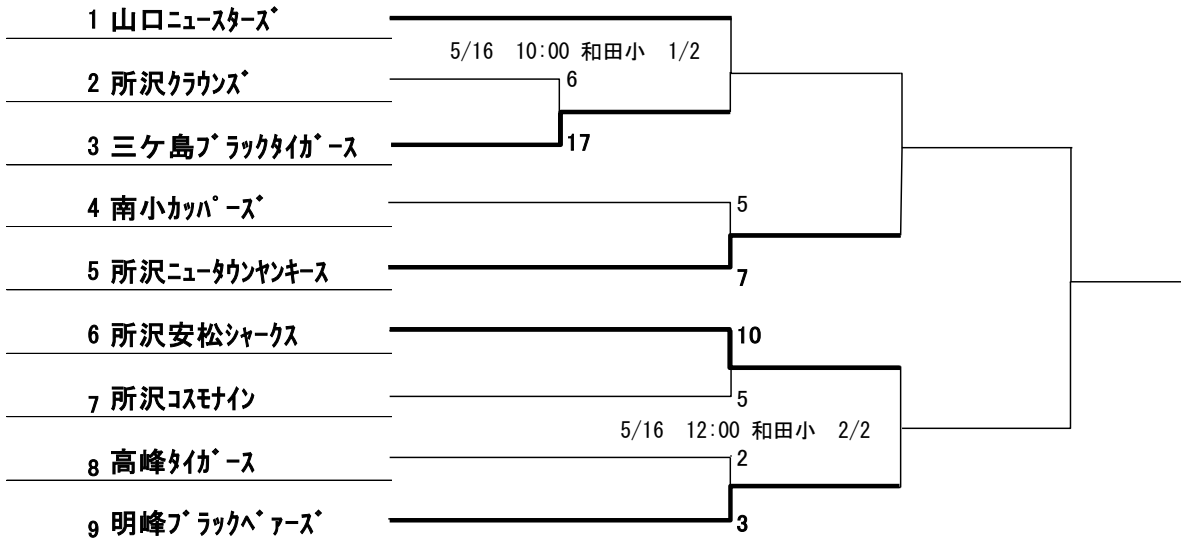 1 山口ﾆｭｰｽﾀｰｽﾞ
5/16 10:00 和田小 1/2
2 所沢ｸﾗｳﾝｽﾞ
6
3 三ケ島ﾌﾞﾗｯｸﾀｲｶﾞｰｽ
17
4 南小ｶｯﾊﾟｰｽﾞ
5
5 所沢ﾆｭｰﾀｳﾝﾔﾝｷｰｽ
7
6 所沢安松ｼｬｰｸｽ
10
7 所沢ｺｽﾓﾅｲﾝ
5
5/16 12:00 和田小 2/2
8 高峰ﾀｲｶﾞｰｽ
2
9 明峰ﾌﾞﾗｯｸﾍﾞｱｰｽﾞ
3